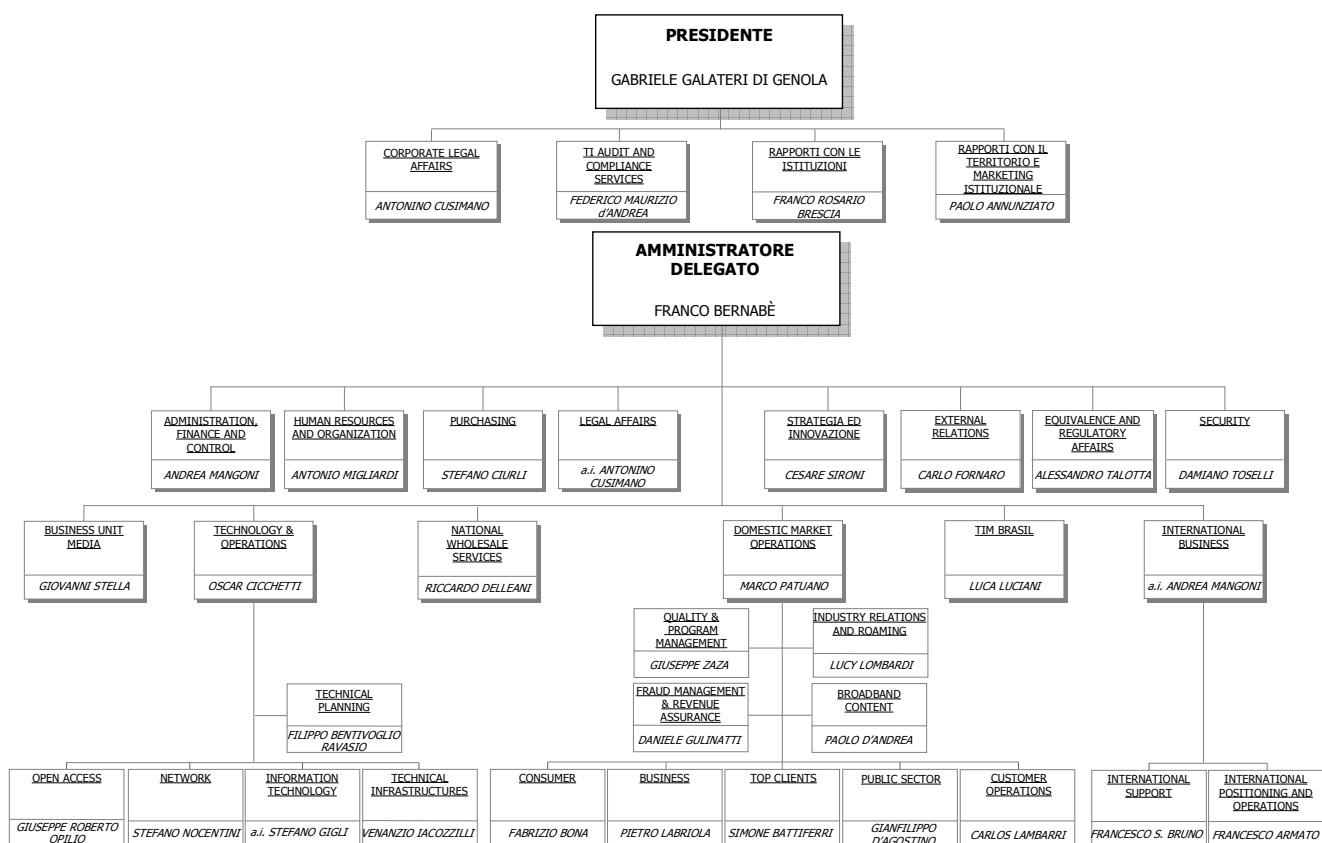 PRESIDENTE
GABRIELE GALATERI DI GENOLA
CORPORATE LEGAL
AFFAIRS
ANTONINO CUSIMANO
TI AUDIT AND
COMPLIANCE
SERVICES
FEDERICO MAURIZIO
d'ANDREA
RAPPORTI CON LE
ISTITUZIONI
FRANCO ROSARIO
BRESCIA
RAPPORTI CON IL
TERRITORIO E
MARKETING
ISTITUZIONALE
PAOLO ANNUNZIATO
AMMINISTRATORE
DELEGATO
FRANCO BERNABÈ
ADMINISTRATION,
FINANCE AND
CONTROL
ANDREA MANGONI
HUMAN RESOURCES
AND ORGANIZATION
ANTONIO MIGLIARDI
PURCHASING
STEFANO CIURLI
LEGAL AFFAIRS
a.i. ANTONINO
CUSIMANO
STRATEGIA ED
INNOVAZIONE
CESARE SIRONI
EXTERNAL
RELATIONS
CARLO FORNARO
EQUIVALENCE AND
REGULATORY
AFFAIRS
ALESSANDRO TALOTTA
SECURITY
DAMIANO TOSELLI
BUSINESS UNIT
MEDIA
GIOVANNI STELLA
TECHNOLOGY &
OPERATIONS
OSCAR CICCHETTI
NATIONAL
WHOLESALE
SERVICES
RICCARDO DELLEANI
DOMESTIC MARKET
OPERATIONS
MARCO PATUANO
TIM BRASIL
LUCA LUCIANI
INTERNATIONAL
BUSINESS
a.i. ANDREA MANGONI
QUALITY &
PROGRAM
MANAGEMENT
GIUSEPPE ZAZA
INDUSTRY RELATIONS
AND ROAMING
LUCY LOMBARDI
FRAUD MANAGEMENT
& REVENUE
ASSURANCE
DANIELE GULINATTI
BROADBAND
CONTENT
PAOLO D'ANDREA
TECHNICAL
PLANNING
FILIPPO BENTIVOGLIO
RAVASIO
OPEN ACCESS
GIUSEPPE ROBERTO
OPILIO
NETWORK
STEFANO NOCENTINI
INFORMATION
TECHNOLOGY
a.i. STEFANO GIGLI
TECHNICAL
INFRASTRUCTURES
VENANZIO IACOZZILLI
CONSUMER
FABRIZIO BONA
BUSINESS
PIETRO LABRIOLA
TOP CLIENTS
SIMONE BATTIFERRI
PUBLIC SECTOR
GIANFILIPPO
D'AGOSTINO
CUSTOMER
OPERATIONS
CARLOS LAMBARRI
INTERNATIONAL
SUPPORT
FRANCESCO S. BRUNO
INTERNATIONAL
POSITIONING AND
OPERATIONS
FRANCESCO ARMATO